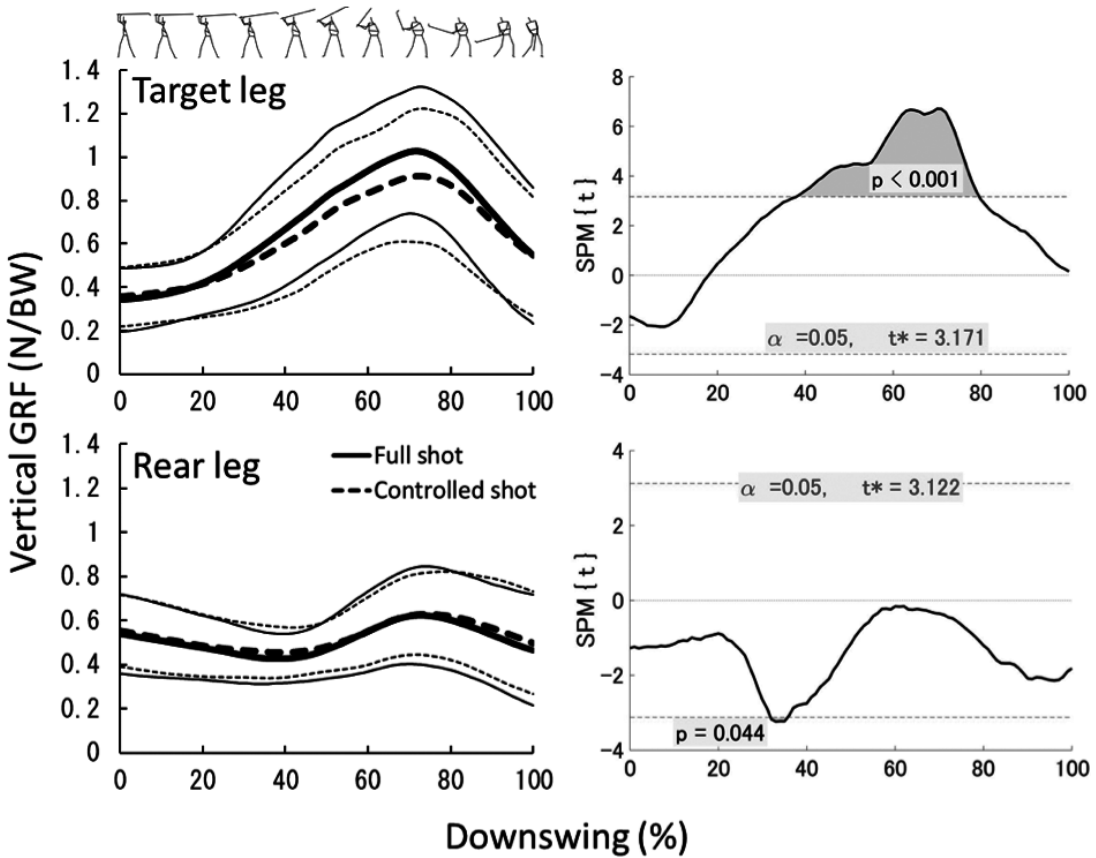 Target leg
1.4
1.2
1
0.8
0.6
0.4
0.2
0
0 20 40 60 80 100
8
6
4
2
0
-2
-4
SPM {t}
p < 0.001
α =0.05, t* = 3.171
0 20 40 60 80 100
Vertical GRF (N/BW)
Rear leg
Full shot
Controlled shot
1.4
1.2
1
0.8
0.6
0.4
0.2
0
0 20 40 60 80 100
4
2
0
-2
-4
SPM {t}
α =0.05, t* = 3.122
p = 0.044
0 20 40 60 80 100
Downswing (%)